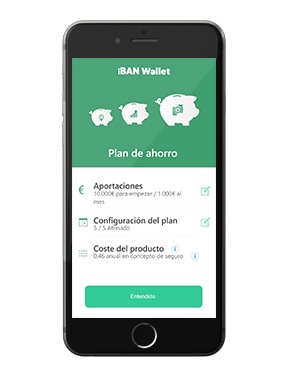 iBAN Wallet
Plan de ahorro
€ Aportaciones
10.000€ para empezar / 1.000€ al
mes
Configuración del plan
5 / 5 Atrevido
Coste del producto i
0,46 anual en concepto de seguro i
Entendido